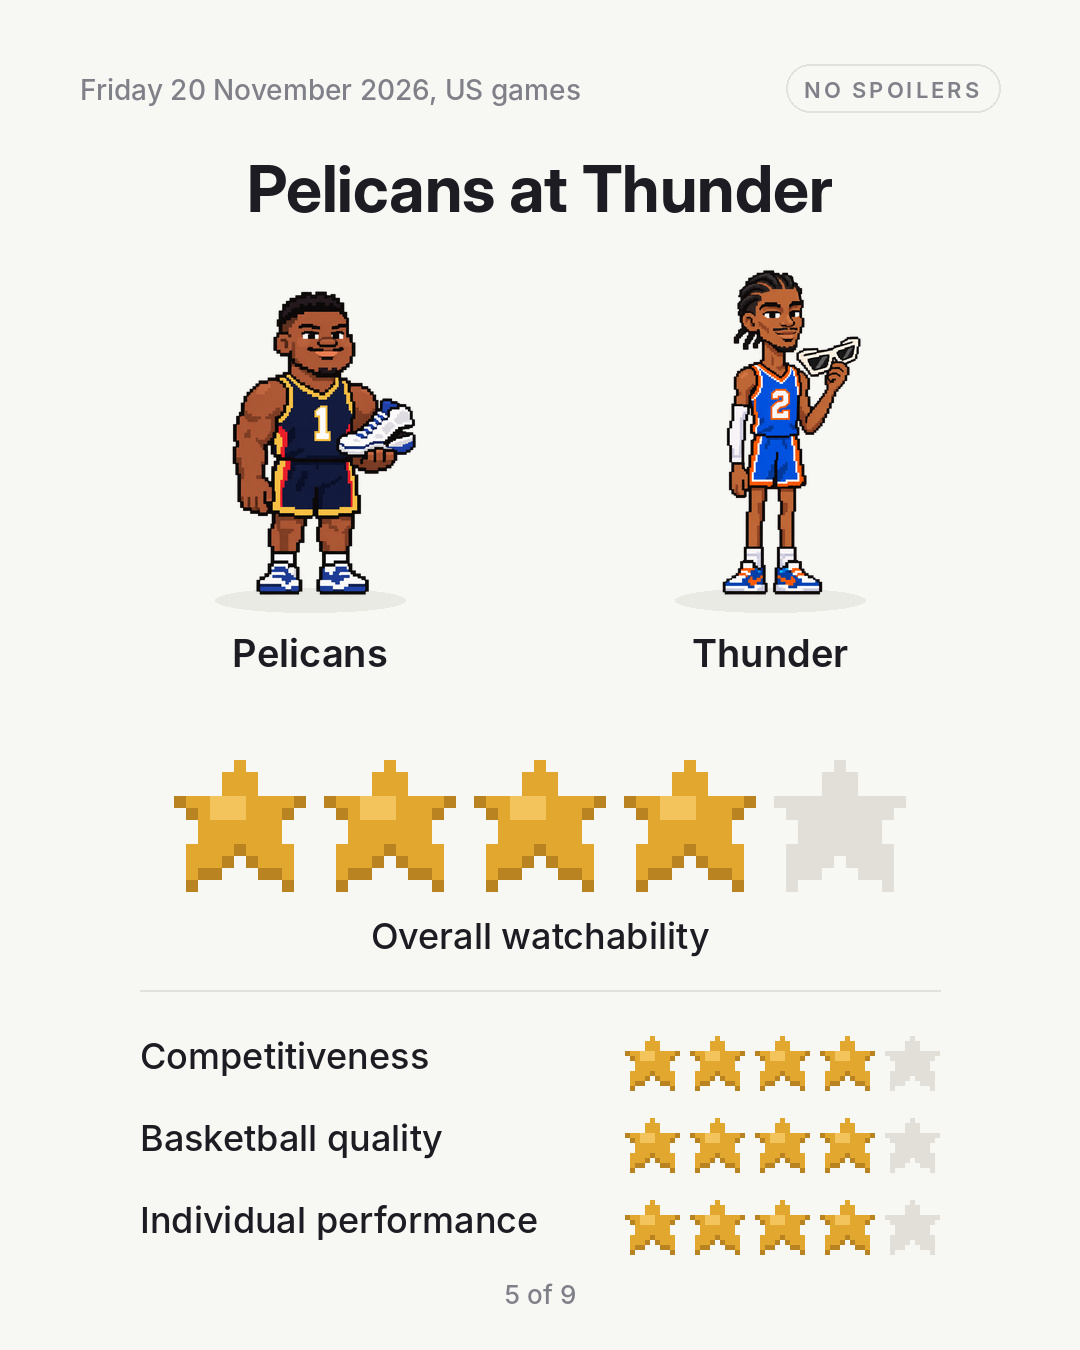 Friday 20 November 2026, US games
NO SPOILERS
Pelicans at Thunder
1
2
Pelicans
Thunder
Overall watchability
Competitiveness
Basketball quality
Individual performance
5 of 9